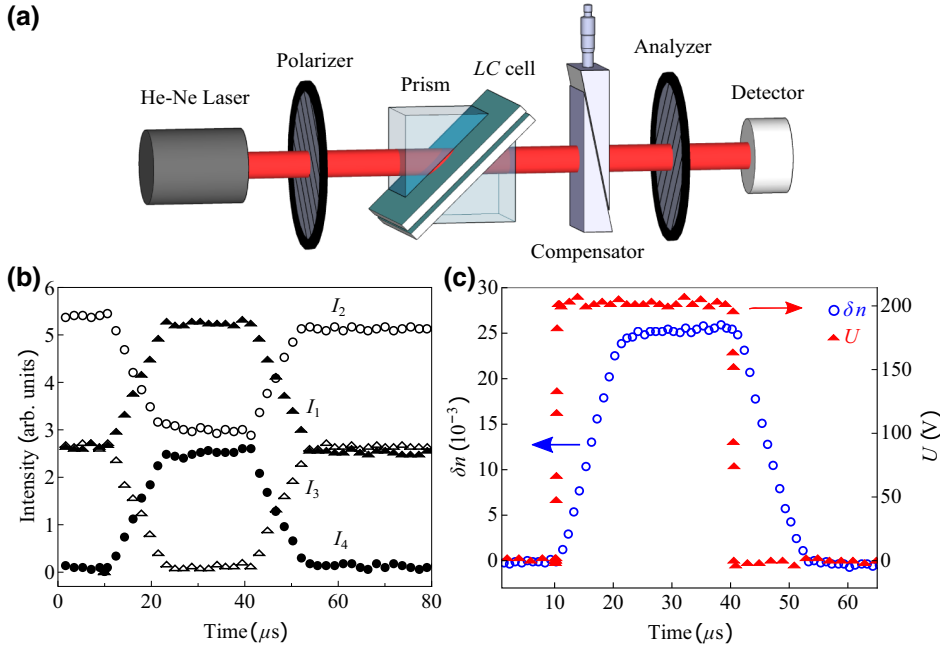 (a)
He-Ne Laser
Polarizer
Prism
LC cell
Compensator
Analyzer
Detector
(b)
6
5
4
3
2
1
0
Intensity (arb. units)
I2
I1
I3
I4
0 20 40 60 80
Time (μs)
(c)
30
25
20
15
10
5
0
δn (10⁻³)
δn
U
200
150
100
50
0
U (V)
10 20 30 40 50 60
Time (μs)